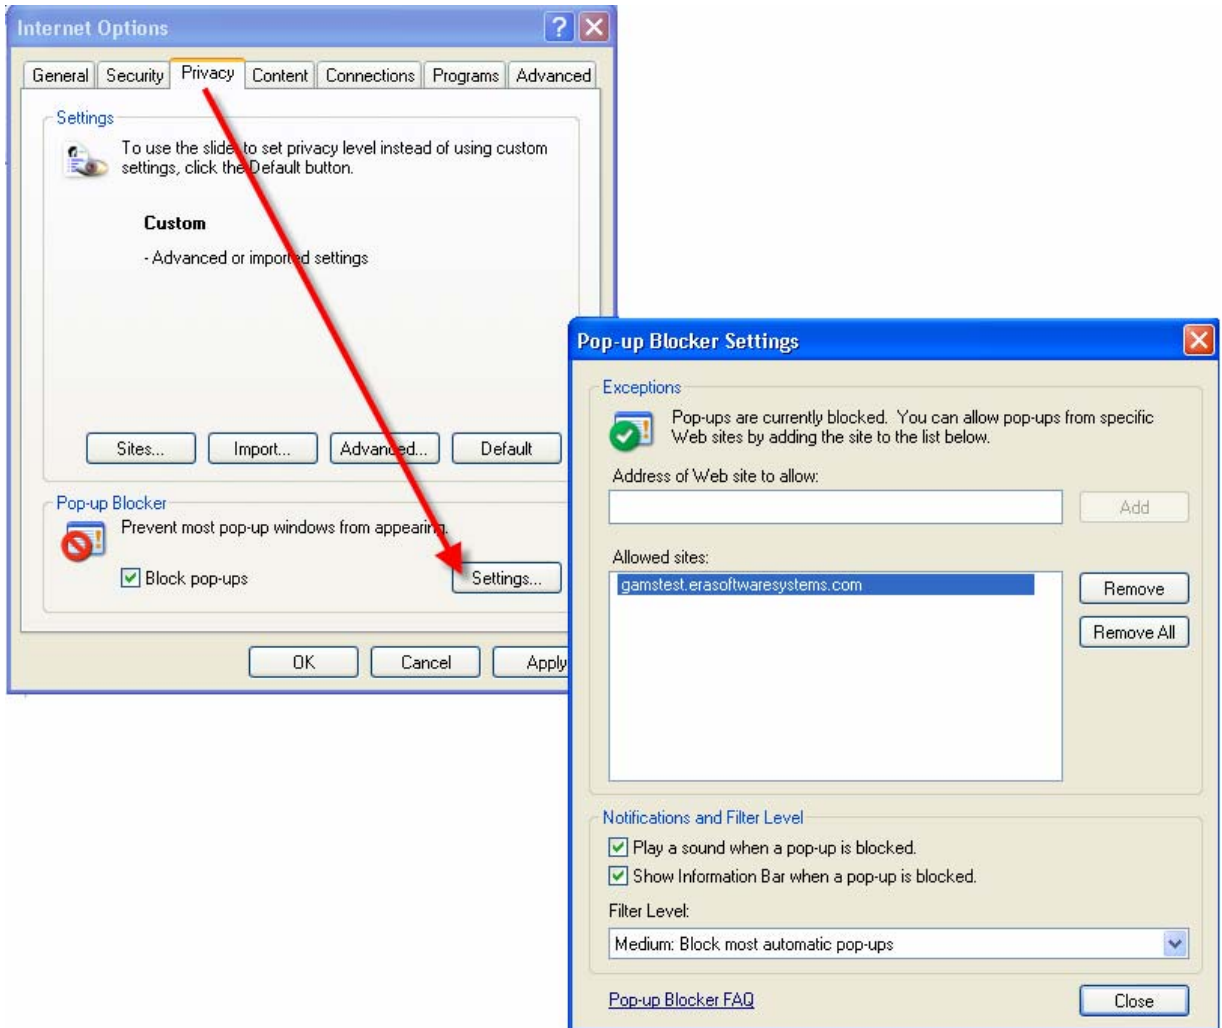 Internet Options
General Security Privacy Content Connections Programs Advanced
Settings
To use the slider to set privacy level instead of using custom
settings, click the Default button.
Custom
- Advanced or imported settings
Sites... Import... Advanced... Default
Pop-up Blocker
Prevent most pop-up windows from appearing.
Block pop-ups
Settings...
OK Cancel Apply
Pop-up Blocker Settings
Exceptions
Pop-ups are currently blocked. You can allow pop-ups from specific
Web sites by adding the site to the list below.
Address of Web site to allow:
Add
Allowed sites:
gamstest.erasoftwaresystems.com
Remove
Remove All
Notifications and Filter Level
Play a sound when a pop-up is blocked.
Show Information Bar when a pop-up is blocked.
Filter Level:
Medium: Block most automatic pop-ups
Pop-up Blocker FAQ
Close